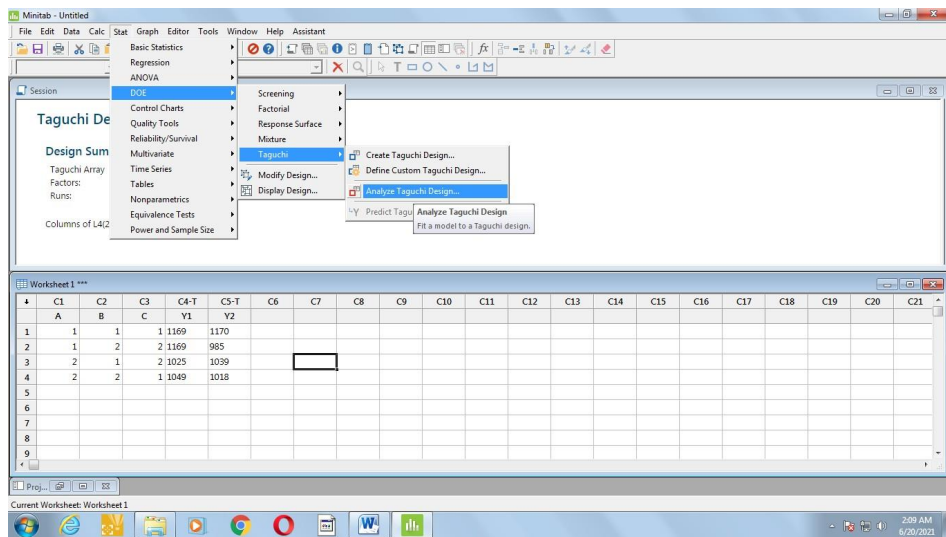 Minitab - Untitled
File Edit Data Calc Stat Graph Editor Tools Window Help Assistant
Session
Taguchi De
Design Sum
Taguchi Array
Factors:
Runs:
Columns of L4(2
Basic Statistics
Regression
ANOVA
DOE
Control Charts
Quality Tools
Reliability/Survival
Multivariate
Time Series
Tables
Nonparametrics
Equivalence Tests
Power and Sample Size
Screening
Factorial
Response Surface
Mixture
Taguchi
Modify Design...
Display Design...
Create Taguchi Design...
Define Custom Taguchi Design...
Analyze Taguchi Design...
Predict Tagu
Analyze Taguchi Design
Fit a model to a Taguchi design.
Worksheet 1 ***
C1 C2 C3 C4-T C5-T C6 C7 C8 C9 C10 C11 C12 C13 C14 C15 C16 C17 C18 C19 C20 C21
A B C Y1 Y2
1 1 1 1 1169 1170
2 1 2 2 1169 985
3 2 1 2 1025 1039
4 2 2 1 1049 1018
5
6
7
8
9
Proj...
Current Worksheet: Worksheet 1
2:09 AM
6/20/2021